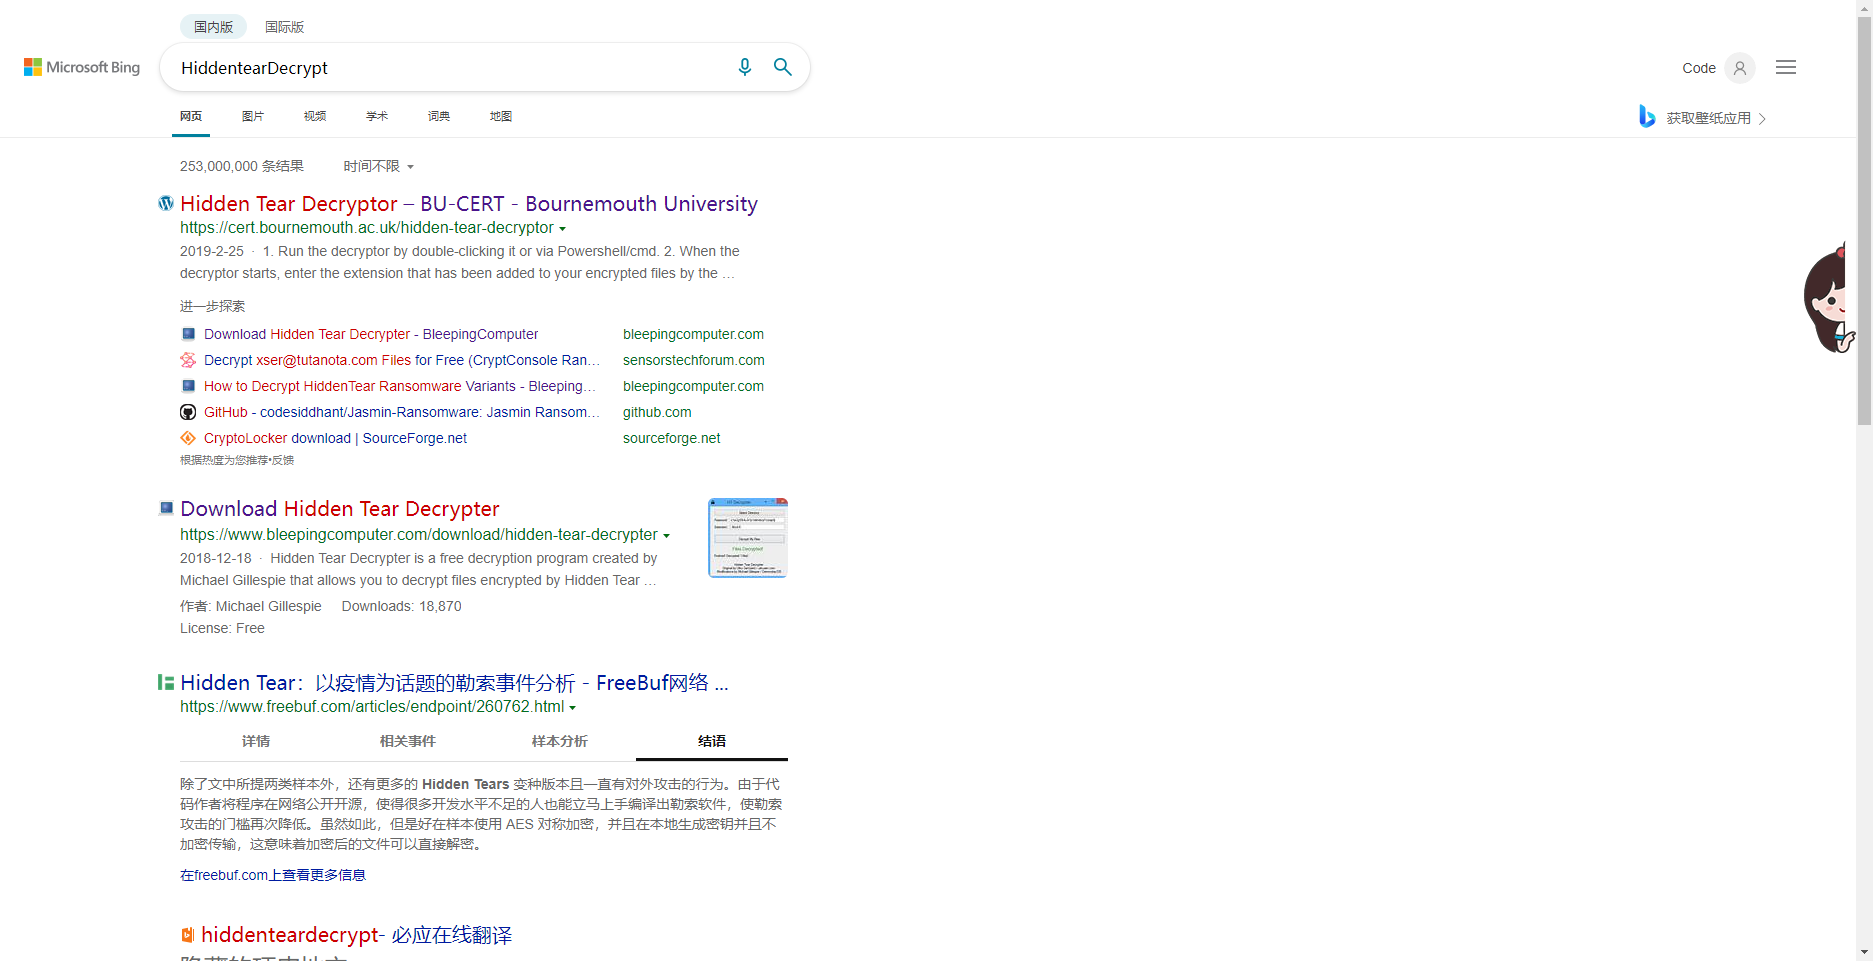 国内版 国际版
Microsoft Bing
HiddentearDecrypt
Code
网页 图片 视频 学术 词典 地图
获取壁纸应用
253,000,000 条结果 时间不限
Hidden Tear Decryptor – BU-CERT - Bournemouth University
https://cert.bournemouth.ac.uk/hidden-tear-decryptor
2019-2-25 · 1. Run the decryptor by double-clicking it or via Powershell/cmd. 2. When the
decryptor starts, enter the extension that has been added to your encrypted files by the …
进一步探索
Download Hidden Tear Decrypter - BleepingComputer bleepingcomputer.com
Decrypt xser@tutanota.com Files for Free (CryptConsole Ran… sensorstechforum.com
How to Decrypt HiddenTear Ransomware Variants - Bleeping… bleepingcomputer.com
GitHub - codesiddhant/Jasmin-Ransomware: Jasmin Ransom… github.com
CryptoLocker download | SourceForge.net sourceforge.net
根据热度为您推荐•反馈
Download Hidden Tear Decrypter
https://www.bleepingcomputer.com/download/hidden-tear-decrypter
2018-12-18 · Hidden Tear Decrypter is a free decryption program created by
Michael Gillespie that allows you to decrypt files encrypted by Hidden Tear …
作者: Michael Gillespie Downloads: 18,870
License: Free
Files Decrypted!
Hidden Tear：以疫情为话题的勒索事件分析 - FreeBuf网络 ...
https://www.freebuf.com/articles/endpoint/260762.html
详情 相关事件 样本分析 结语
除了文中所提两类样本外，还有更多的 Hidden Tears 变种版本且一直有对外攻击的行为。由于代
码作者将程序在网络公开开源，使得很多开发水平不足的人也能立马上手编译出勒索软件，使勒索
攻击的门槛再次降低。虽然如此，但是好在样本使用 AES 对称加密，并且在本地生成密钥并且不
加密传输，这意味着加密后的文件可以直接解密。
在freebuf.com上查看更多信息
hiddenteardecrypt- 必应在线翻译